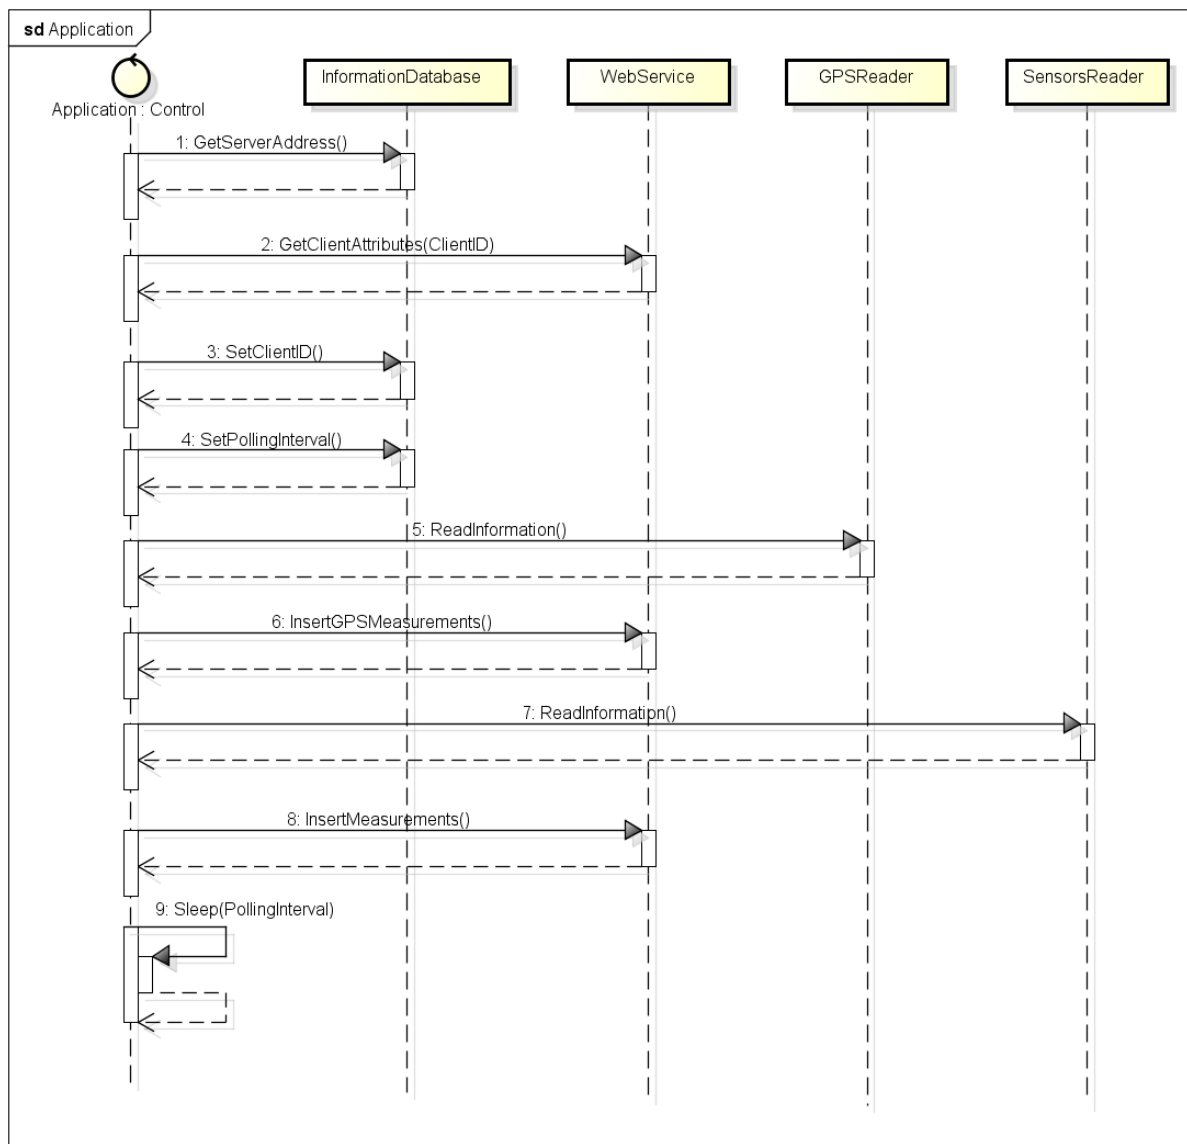 sd Application
InformationDatabase
WebService
GPSReader
SensorsReader
Application : Control
1: GetServerAddress()
2: GetClientAttributes(ClientID)
3: SetClientID()
4: SetPollingInterval()
5: ReadInformation()
6: InsertGPSMeasurements()
7: ReadInformation()
8: InsertMeasurements()
9: Sleep(PollingInterval)